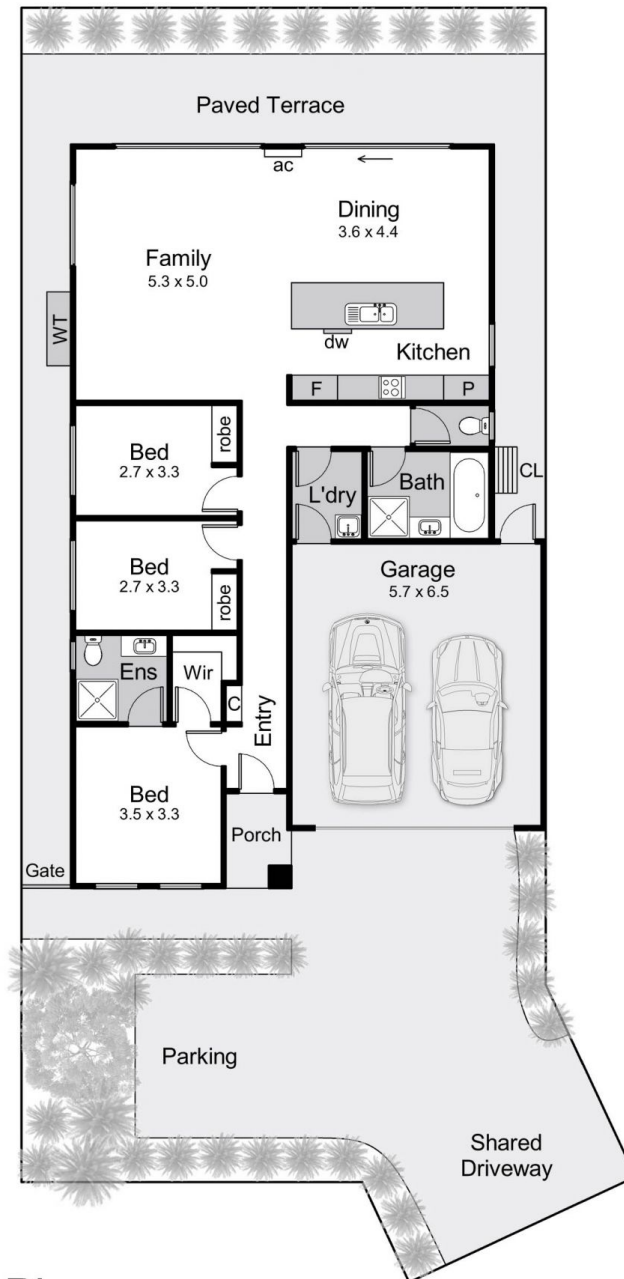 Paved Terrace
ac
Dining
3.6 x 4.4
Family
5.3 x 5.0
WT
dw
Kitchen
F
P
robe
Bed
2.7 x 3.3
CL
L'dry
Bath
Bed
2.7 x 3.3
robe
Garage
5.7 x 6.5
Ens
Wir
C
Entry
Bed
3.5 x 3.3
Porch
Gate
Parking
Shared
Driveway